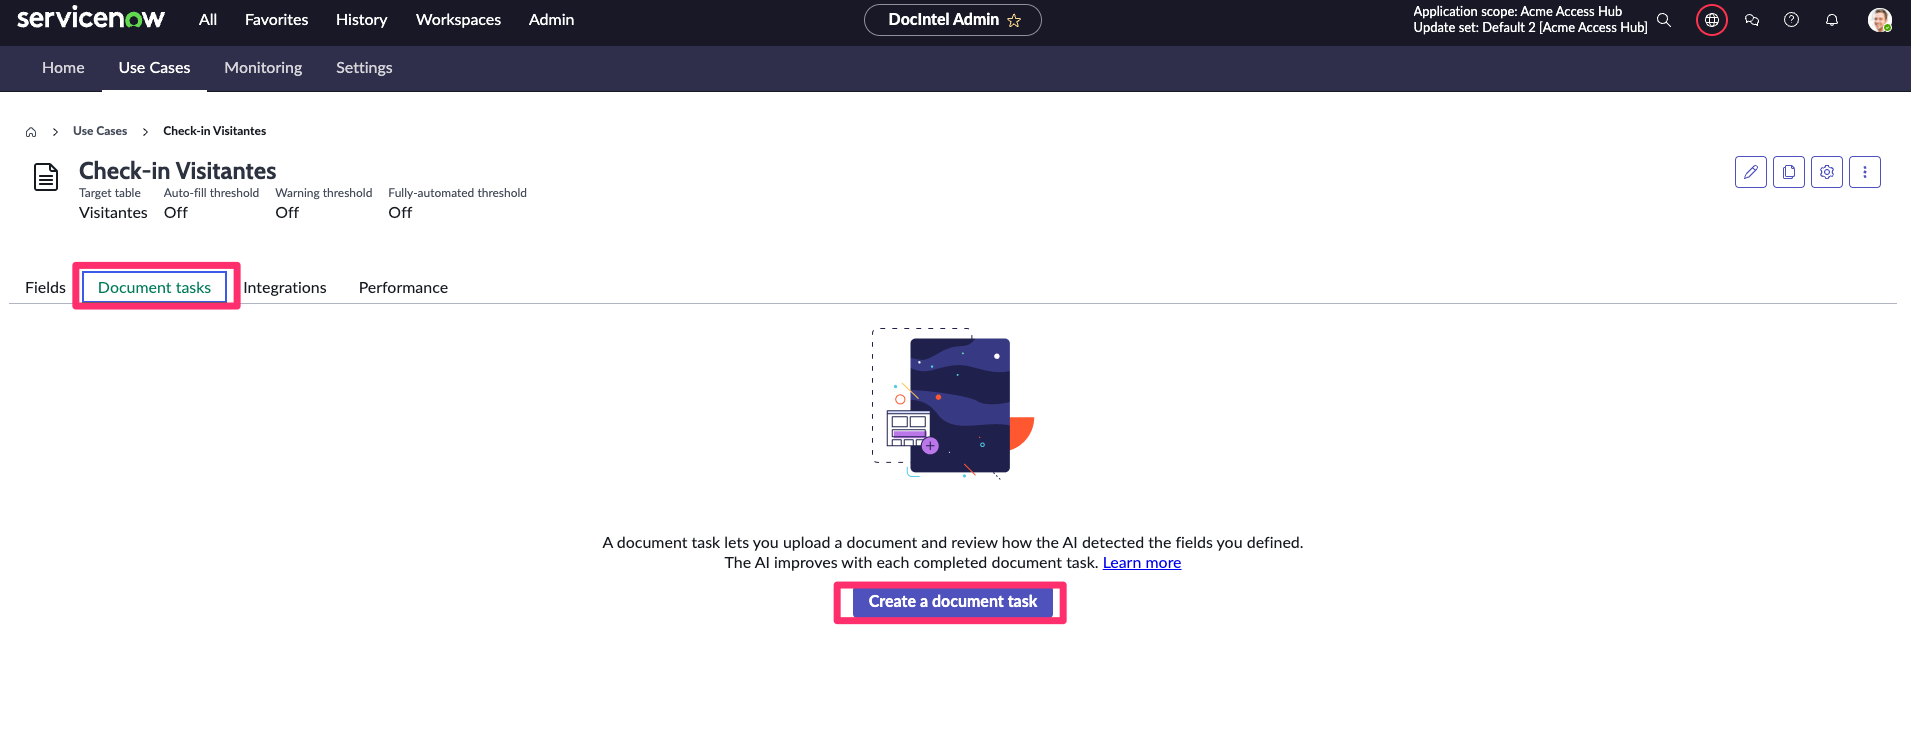 servicenow All Favorites History Workspaces Admin DocIntel Admin Application scope: Acme Access Hub
Update set: Default 2 [Acme Access Hub]
Home Use Cases Monitoring Settings
Use Cases Check-in Visitantes
Check-in Visitantes
Target table Auto-fill threshold Warning threshold Fully-automated threshold
Visitantes Off Off Off
Fields Document tasks Integrations Performance
A document task lets you upload a document and review how the AI detected the fields you defined.
The AI improves with each completed document task. Learn more
Create a document task